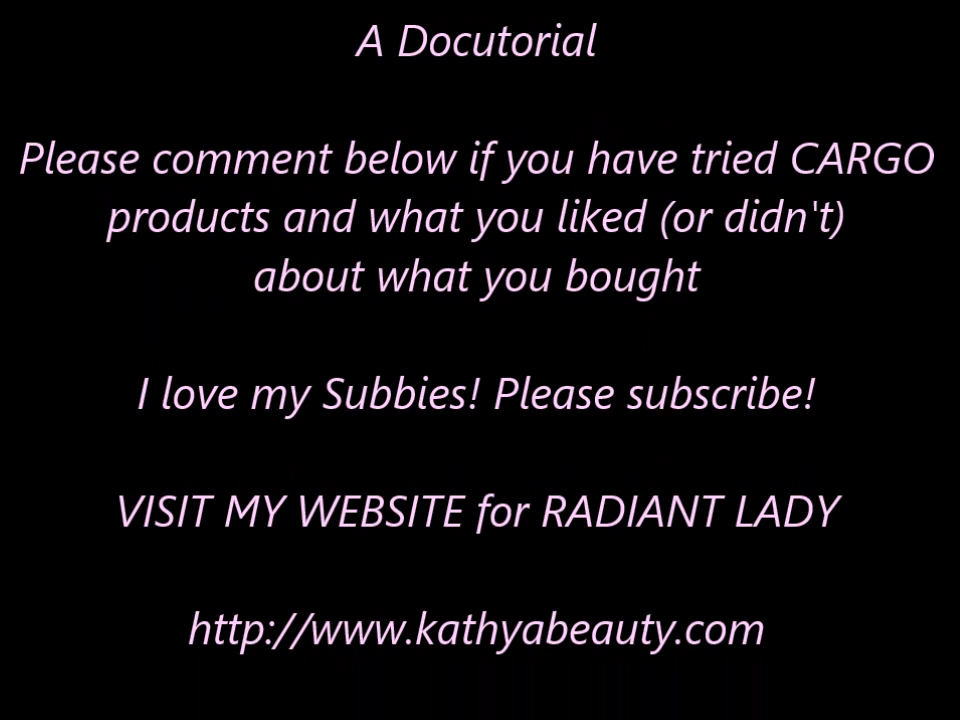 A Docutorial
Please comment below if you have tried CARGO
products and what you liked (or didn't)
about what you bought
I love my Subbies! Please subscribe!
VISIT MY WEBSITE for RADIANT LADY
http://www.kathyabeauty.com